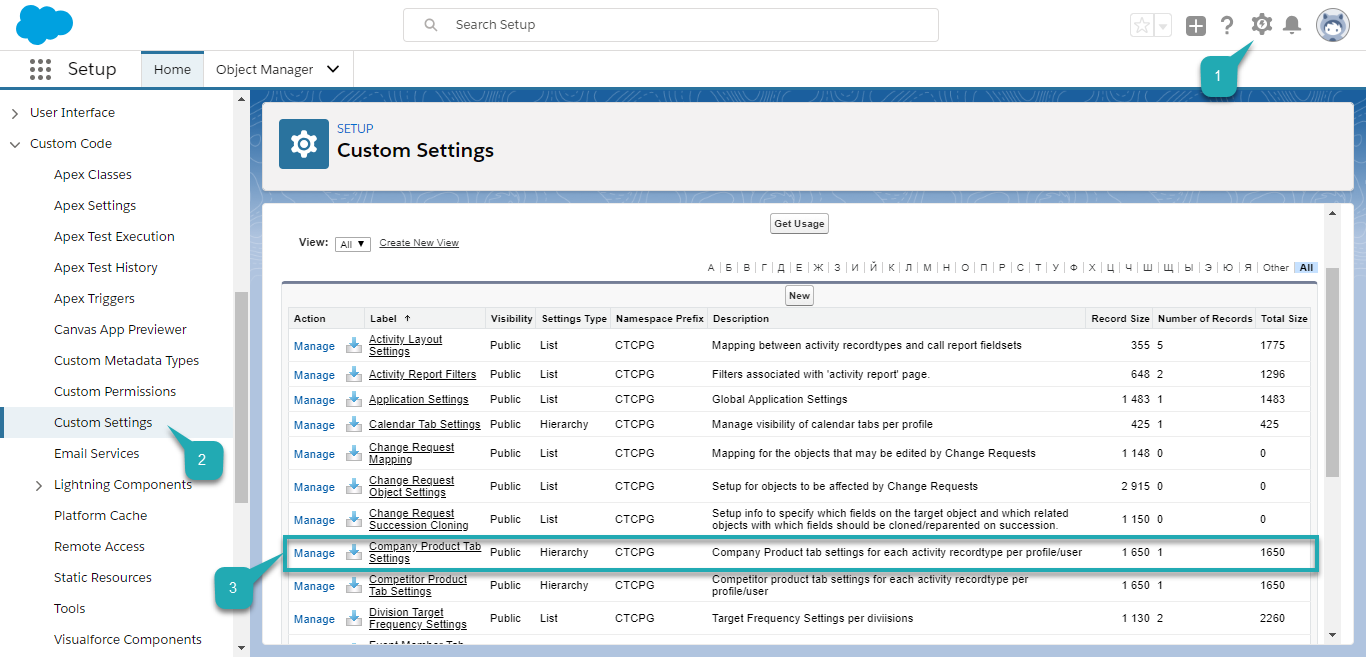 Search Setup
1
Setup
Home
Object Manager
User Interface
Custom Code
Apex Classes
Apex Settings
Apex Test Execution
Apex Test History
Apex Triggers
Canvas App Previewer
Custom Metadata Types
Custom Permissions
Custom Settings
2
Email Services
Lightning Components
Platform Cache
Remote Access
Static Resources
3
Tools
Visualforce Components
SETUP
Custom Settings
Get Usage
View: All ▼ Create New View
А | Б | В | Г | Д | Е | Ж | З | И | Й | К | Л | М | Н | О | П | Р | С | Т | У | Ф | Х | Ц | Ч | Ш | Щ | Ы | Э | Ю | Я | Other All
New
Action Label ↑ Visibility Settings Type Namespace Prefix Description Record Size Number of Records Total Size
Manage Activity Layout Settings Public List CTCPG Mapping between activity recordtypes and call report fieldsets 355 5 1775
Manage Activity Report Filters Public List CTCPG Filters associated with 'activity report' page. 648 2 1296
Manage Application Settings Public List CTCPG Global Application Settings 1 483 1 1483
Manage Calendar Tab Settings Public Hierarchy CTCPG Manage visibility of calendar tabs per profile 425 1 425
Manage Change Request Mapping Public List CTCPG Mapping for the objects that may be edited by Change Requests 1 148 0 0
Manage Change Request Object Settings Public List CTCPG Setup for objects to be affected by Change Requests 2 915 0 0
Manage Change Request Succession Cloning Public List CTCPG Setup info to specify which fields on the target object and which related objects with which fields should be cloned/reparented on succession. 1 150 0 0
Manage Company Product Tab Settings Public Hierarchy CTCPG Company Product tab settings for each activity recordtype per profile/user 1 650 1 1650
Manage Competitor Product Tab Settings Public Hierarchy CTCPG Competitor product tab settings for each activity recordtype per profile/user 1 650 1 1650
Manage Division Target Frequency Settings Public List CTCPG Target Frequency Settings per diviisions 1 130 2 2260